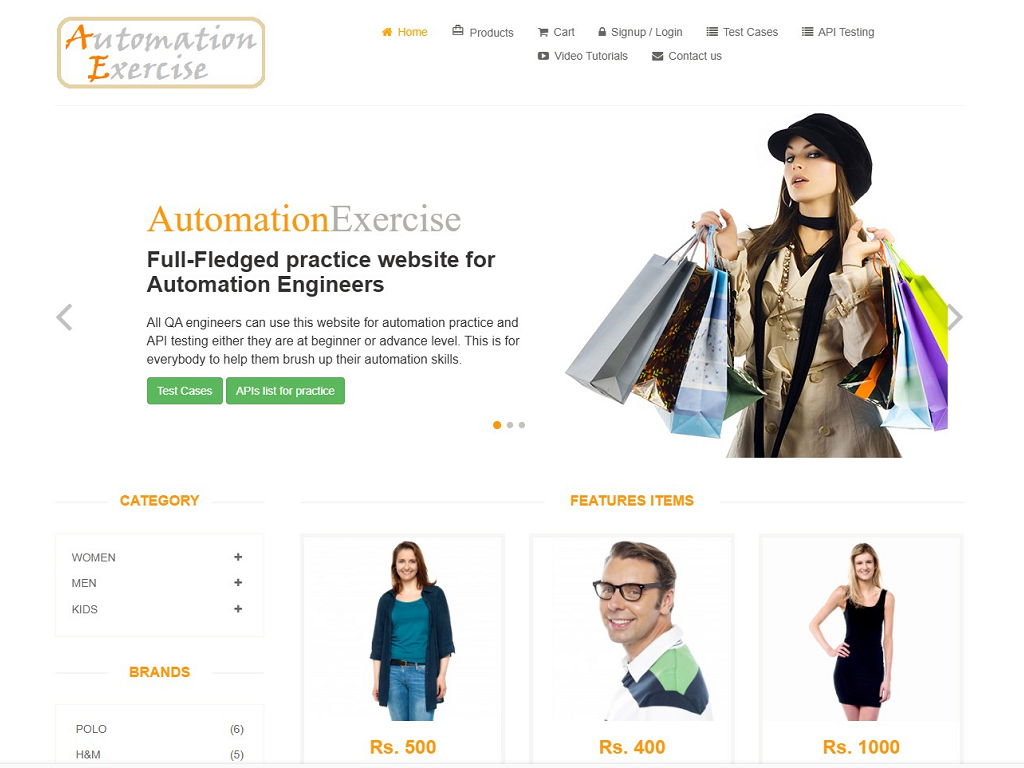 Automation
Exercise
Home
Products
Cart
Signup / Login
Test Cases
API Testing
Video Tutorials
Contact us
AutomationExercise
Full-Fledged practice website for
Automation Engineers
All QA engineers can use this website for automation practice and
API testing either they are at beginner or advance level. This is for
everybody to help them brush up their automation skills.
Test Cases
APIs list for practice
CATEGORY
WOMEN
MEN
KIDS
BRANDS
POLO (6)
H&M (5)
FEATURES ITEMS
Rs. 500
Rs. 400
Rs. 1000